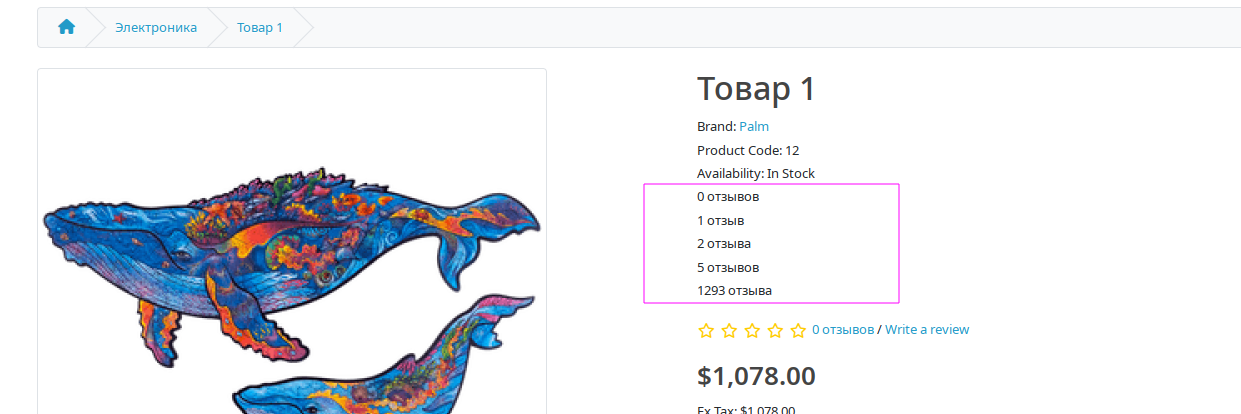 Электроника
Товар 1
Товар 1
Brand: Palm
Product Code: 12
Availability: In Stock
0 отзывов
1 отзыв
2 отзыва
5 отзывов
1293 отзыва
0 отзывов / Write a review
$1,078.00
Ex Tax: $1,078.00